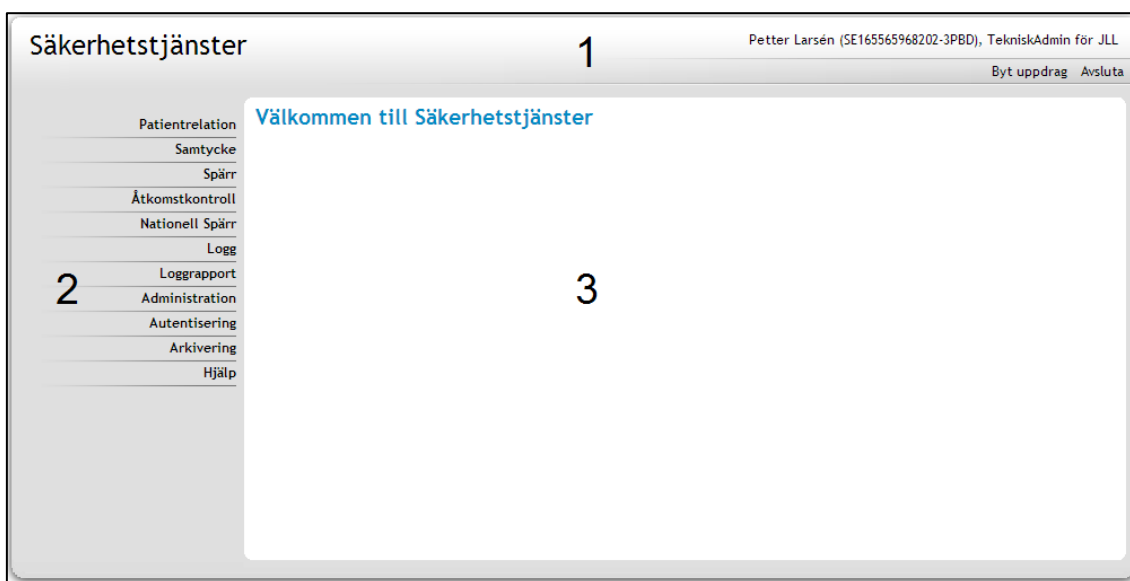 Säkerhetstjänster
1
Petter Larsén (SE165565968202-3PBD), TekniskAdmin för JLL
Byt uppdrag Avsluta
Patientrelation
Samtycke
Spärr
Åtkomstkontroll
Nationell Spärr
Logg
Loggrapport
Administration
Autentisering
Arkivering
Hjälp
2
Välkommen till Säkerhetstjänster
3